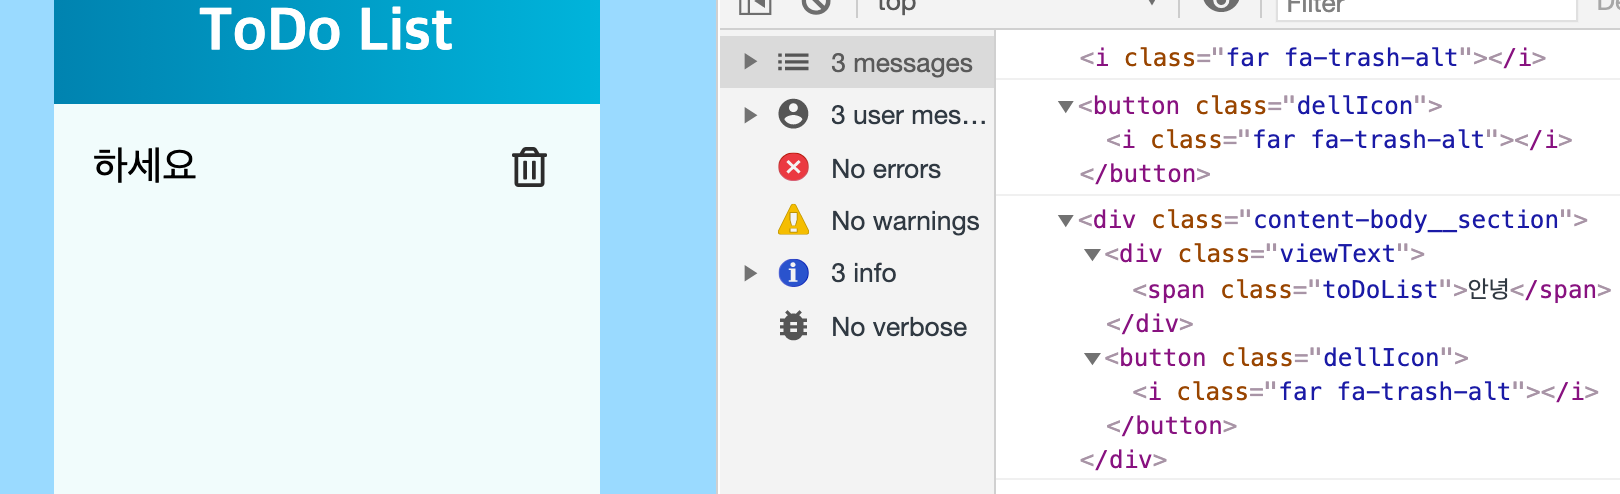 ToDo List
하세요
top
Filter
3 messages
3 user mes...
No errors
No warnings
3 info
No verbose
<i class="far fa-trash-alt"></i>
<button class="dellIcon">
<i class="far fa-trash-alt"></i>
</button>
<div class="content-body__section">
<div class="viewText">
<span class="toDoList">안녕</span>
</div>
<button class="dellIcon">
<i class="far fa-trash-alt"></i>
</button>
</div>